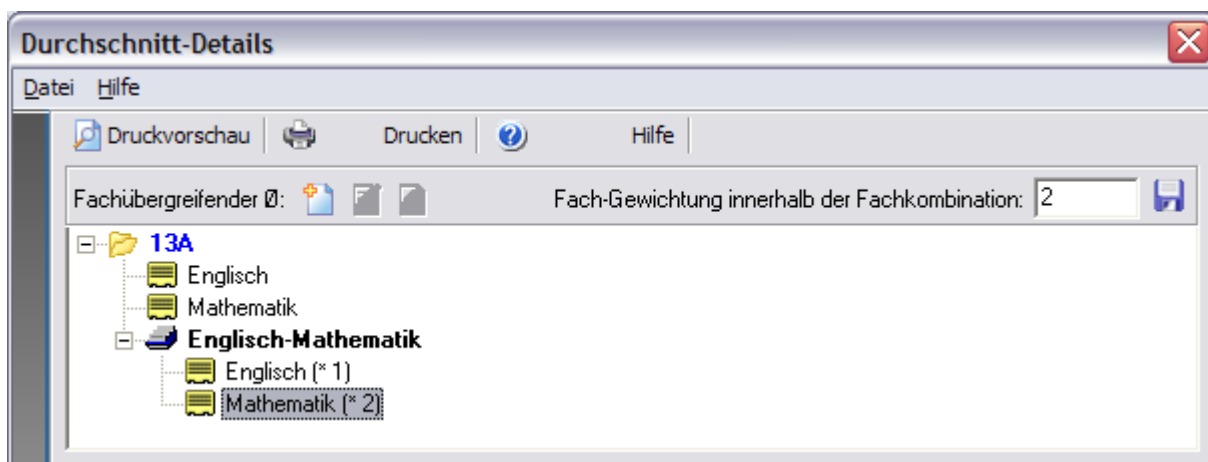 Durchschnitt-Details
Datei Hilfe
Druckvorschau Drucken Hilfe
Fachübergreifender Ø: Fach-Gewichtung innerhalb der Fachkombination: 2
13A
Englisch
Mathematik
Englisch-Mathematik
Englisch (* 1)
Mathematik (* 2)